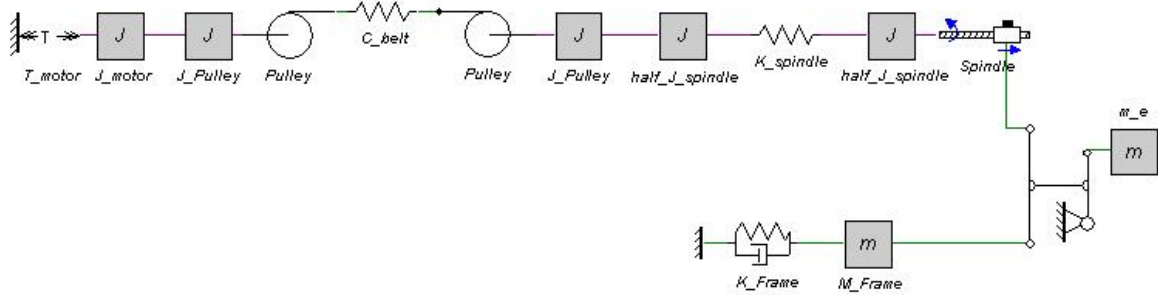 T J J J J J
C_belt
T_motor J_motor J_Pulley Pulley Pulley J_Pulley half_J_spindle K_spindle half_J_spindle Spindle
m_e
m
m
K_Frame M_Frame